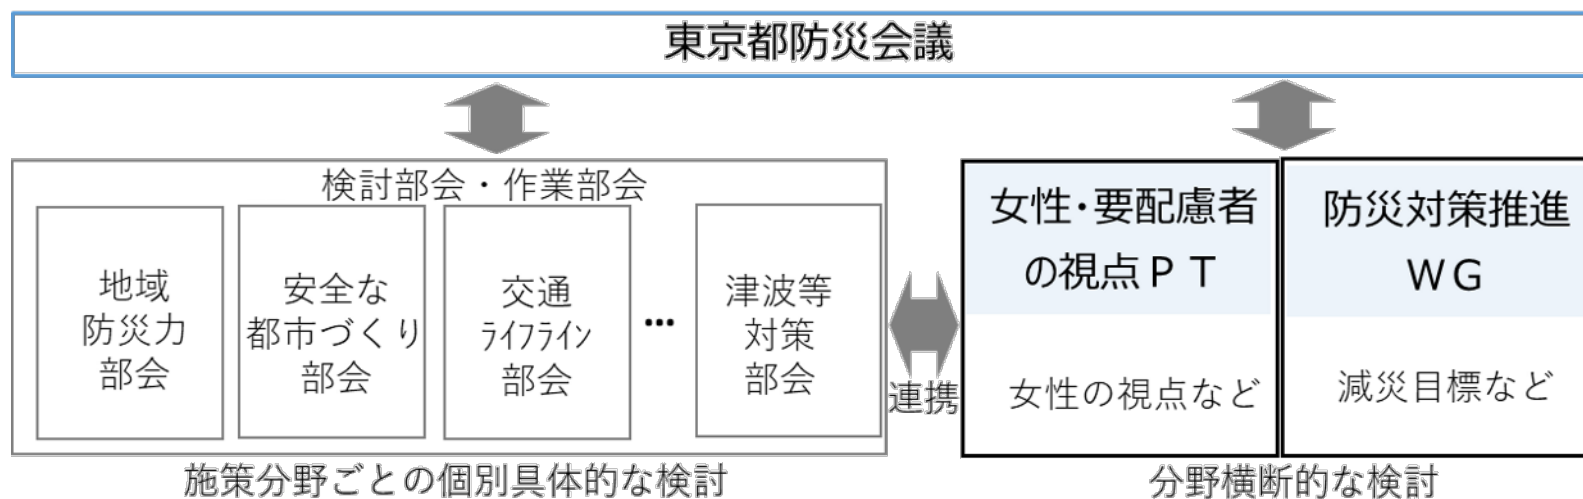 東京都防災会議
検討部会・作業部会
地域
防災力
部会
安全な
都市づくり
部会
交通
ﾗｲﾌﾗｲﾝ
部会
…
津波等
対策
部会
連携
女性・要配慮者
の視点ＰＴ
女性の視点など
防災対策推進
ＷＧ
減災目標など
施策分野ごとの個別具体的な検討
分野横断的な検討